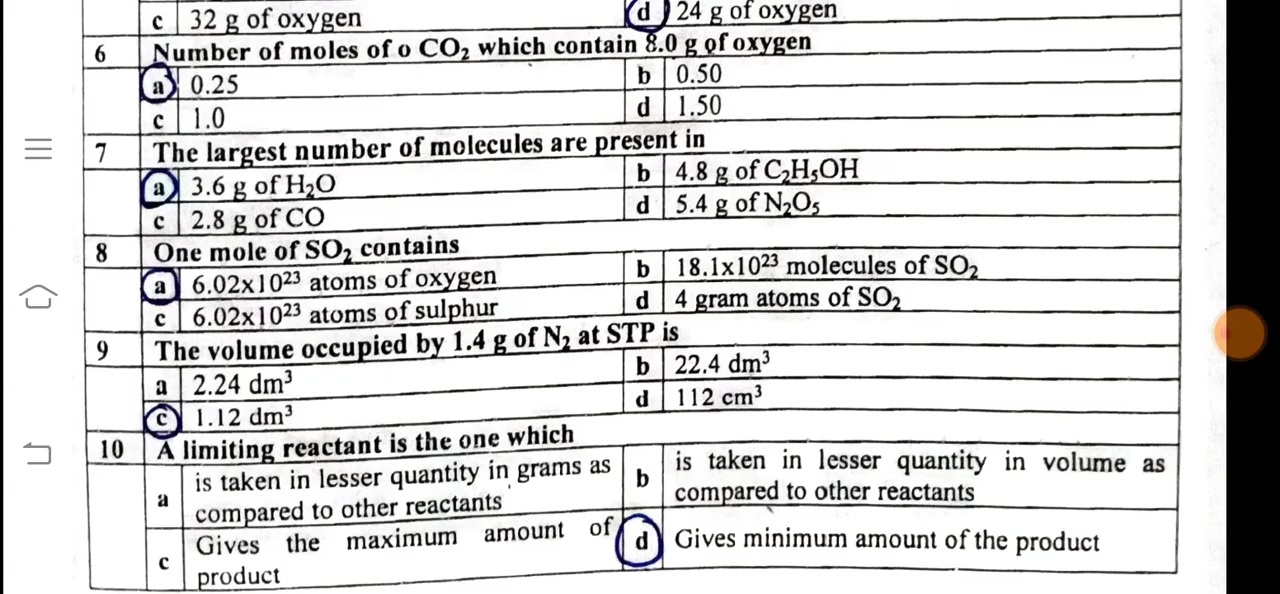 c 32 g of oxygen d 24 g of oxygen
6 Number of moles of o CO₂ which contain 8.0 g of oxygen
a 0.25 b 0.50
c 1.0 d 1.50
7 The largest number of molecules are present in
a 3.6 g of H₂O b 4.8 g of C₂H₅OH
c 2.8 g of CO d 5.4 g of N₂O₅
8 One mole of SO₂ contains
a 6.02x10²³ atoms of oxygen b 18.1x10²³ molecules of SO₂
c 6.02x10²³ atoms of sulphur d 4 gram atoms of SO₂
9 The volume occupied by 1.4 g of N₂ at STP is
a 2.24 dm³ b 22.4 dm³
c 1.12 dm³ d 112 cm³
10 A limiting reactant is the one which
a is taken in lesser quantity in grams as
compared to other reactants
b is taken in lesser quantity in volume as
compared to other reactants
c Gives the maximum amount of
product
d Gives minimum amount of the product